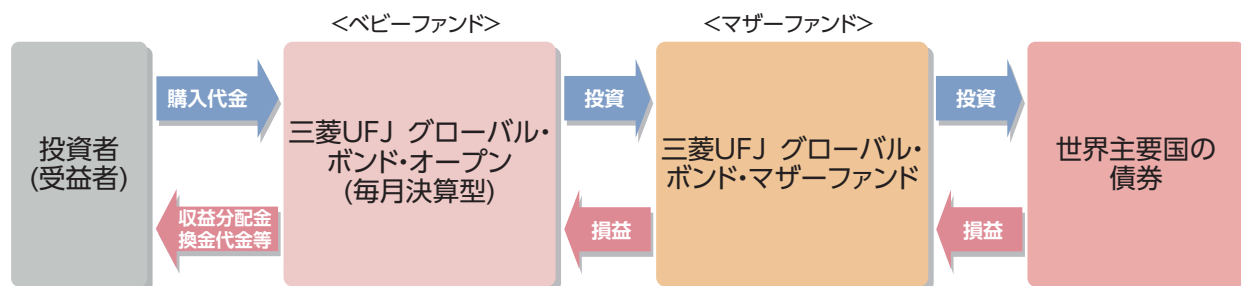 <ベビーファンド>
<マザーファンド>
投資者
(受益者)
購入代金
収益分配金
換金代金等
三菱UFJ グローバル・
ボンド・オープン
(毎月決算型)
投資
損益
三菱UFJ グローバル・
ボンド・マザーファンド
投資
損益
世界主要国の
債券